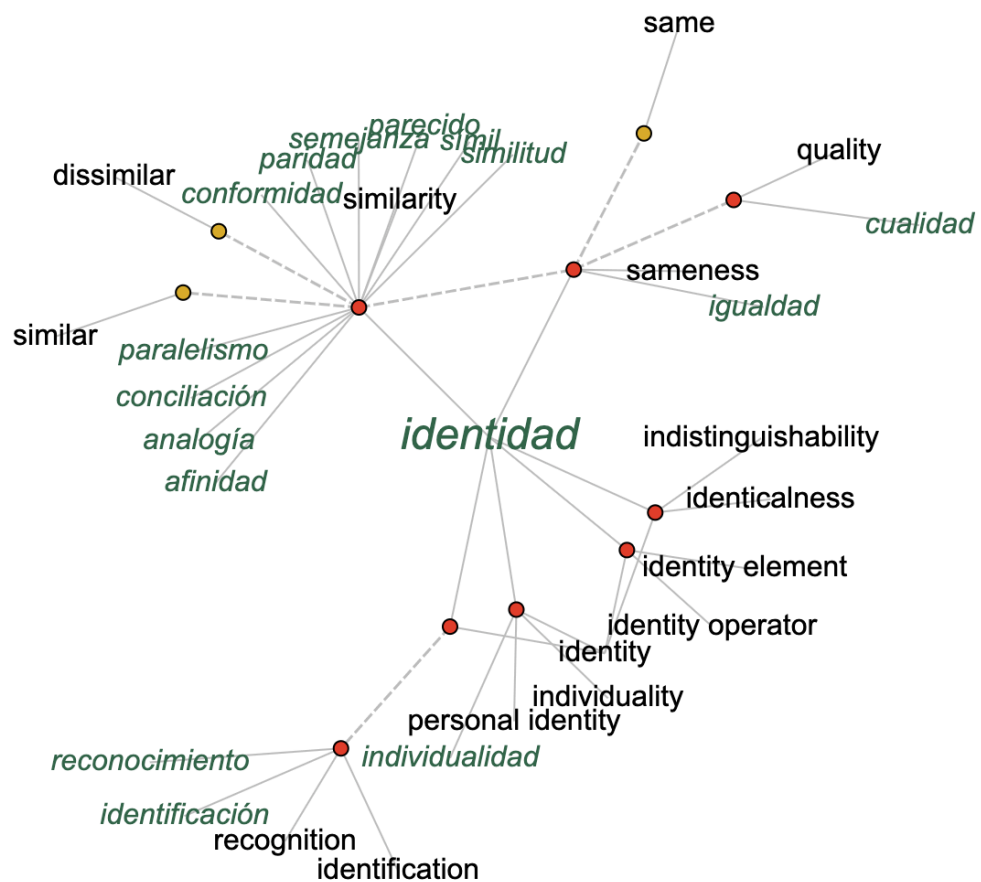 same
parecido
semejanza
símil
paridad
similitud
quality
dissimilar
conformidad
similarity
cualidad
sameness
igualdad
similar
paralelismo
conciliación
identidad
analogía
indistinguishability
afinidad
identicalness
identity element
identity operator
identity
individuality
personal identity
reconocimiento
individualidad
identificación
recognition
identification